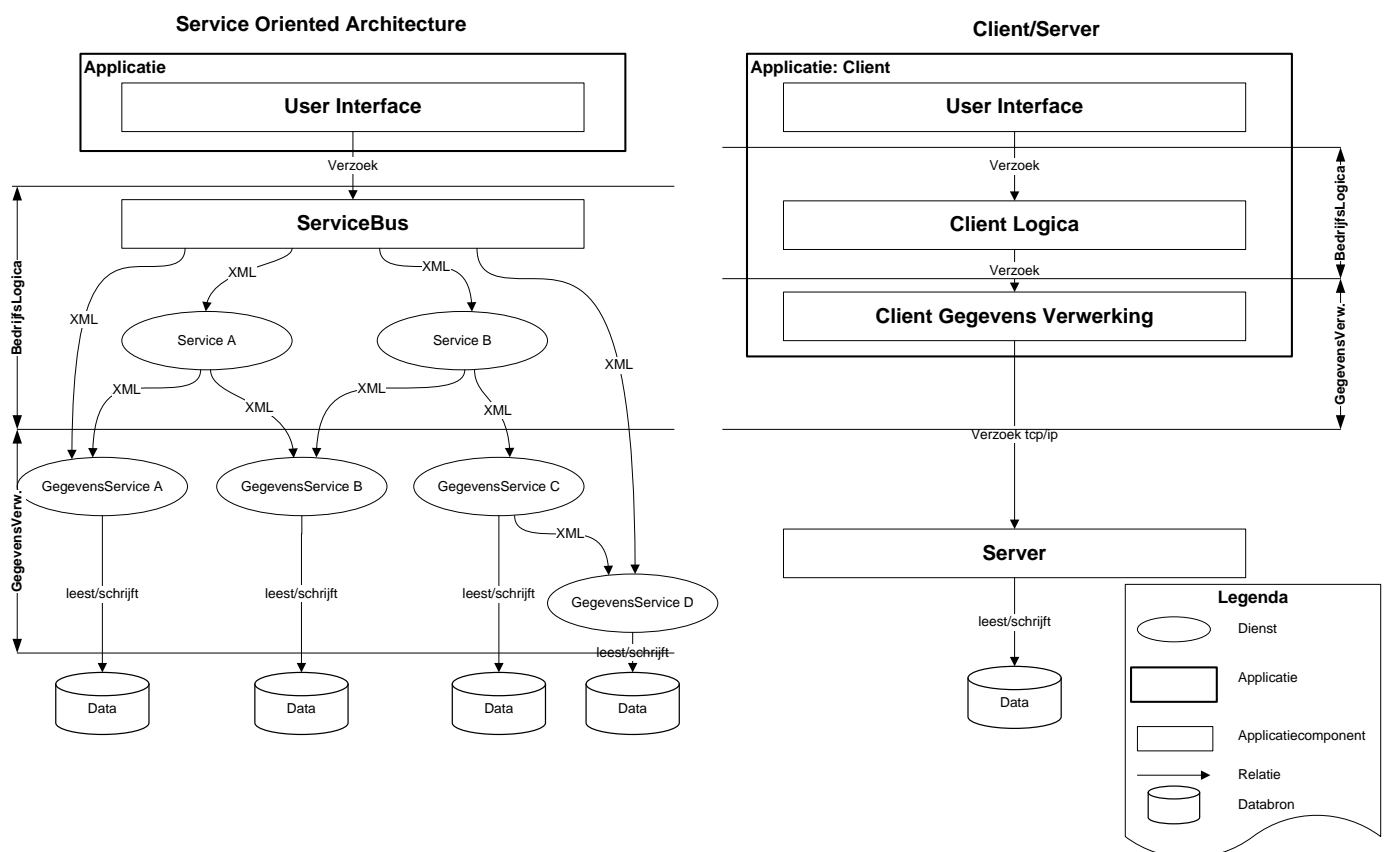 Service Oriented Architecture
Applicatie
User Interface
Verzoek
ServiceBus
BedrijfsLogica
XML
XML
XML
XML
Service A
Service B
XML
XML
XML
XML
GegevensVerw.
GegevensService A
GegevensService B
GegevensService C
XML
GegevensService D
leest/schrijft
leest/schrijft
leest/schrijft
leest/schrijft
Data
Data
Data
Data
Client/Server
Applicatie: Client
User Interface
Verzoek
Client Logica
BedrijfsLogica
Verzoek
Client Gegevens Verwerking
GegevensVerw.
Verzoek tcp/ip
Server
leest/schrijft
Data
Legenda
Dienst
Applicatie
Applicatiecomponent
Relatie
Databron